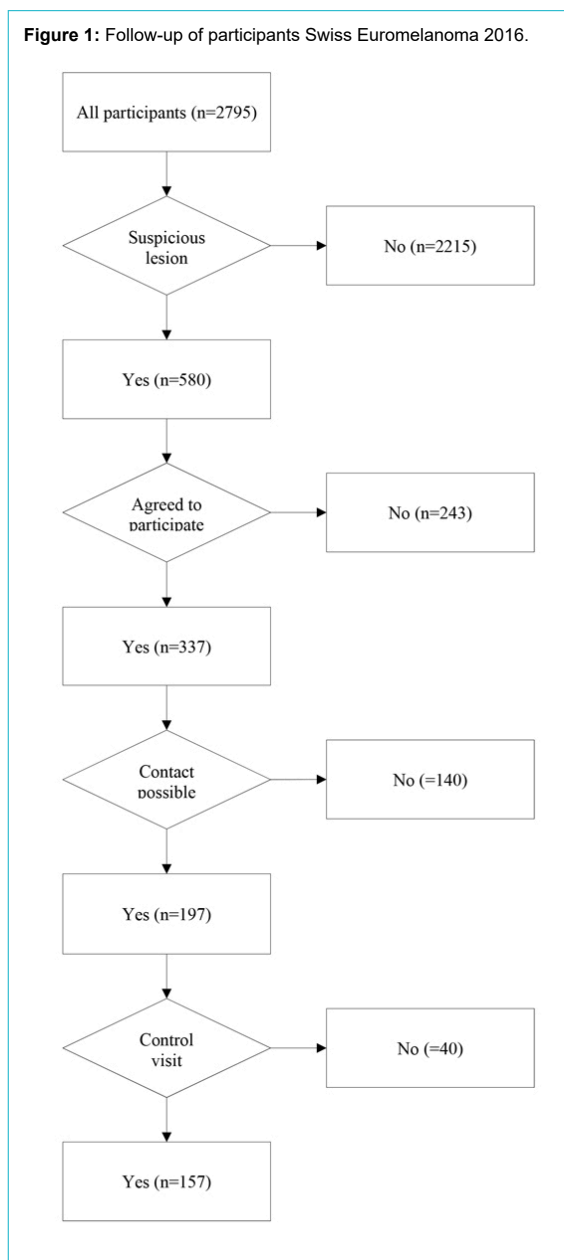 Figure 1: Follow-up of participants Swiss Euromelanoma 2016.
All participants (n=2795)
Suspicious
lesion
No (n=2215)
Yes (n=580)
Agreed to
participate
No (n=243)
Yes (n=337)
Contact
possible
No (=140)
Yes (n=197)
Control
visit
No (=40)
Yes (n=157)